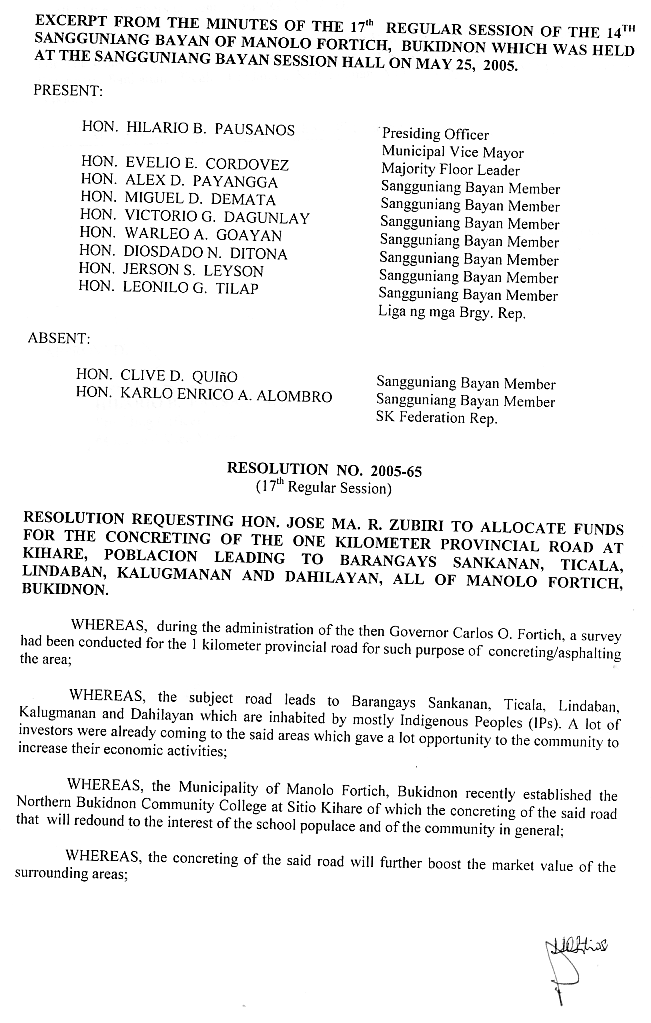 EXCERPT FROM THE MINUTES OF THE 17th REGULAR SESSION OF THE 14TH
SANGGUNIANG BAYAN OF MANOLO FORTICH, BUKIDNON WHICH WAS HELD
AT THE SANGGUNIANG BAYAN SESSION HALL ON MAY 25, 2005.
PRESENT:
HON. HILARIO B. PAUSANOS Presiding Officer
Municipal Vice Mayor
HON. EVELIO E. CORDOVEZ Majority Floor Leader
HON. ALEX D. PAYANGGA Sangguniang Bayan Member
HON. MIGUEL D. DEMATA Sangguniang Bayan Member
HON. VICTORIO G. DAGUNLAY Sangguniang Bayan Member
HON. WARLEO A. GOAYAN Sangguniang Bayan Member
HON. DIOSDADO N. DITONA Sangguniang Bayan Member
HON. JERSON S. LEYSON Sangguniang Bayan Member
HON. LEONILO G. TILAP Sangguniang Bayan Member
Liga ng mga Brgy. Rep.
ABSENT:
HON. CLIVE D. QUIñO Sangguniang Bayan Member
HON. KARLO ENRICO A. ALOMBRO Sangguniang Bayan Member
SK Federation Rep.
RESOLUTION NO. 2005-65
(17th Regular Session)
RESOLUTION REQUESTING HON. JOSE MA. R. ZUBIRI TO ALLOCATE FUNDS
FOR THE CONCRETING OF THE ONE KILOMETER PROVINCIAL ROAD AT
KIHARE, POBLACION LEADING TO BARANGAYS SANKANAN, TICALA,
LINDABAN, KALUGMANAN AND DAHILAYAN, ALL OF MANOLO FORTICH,
BUKIDNON.
WHEREAS, during the administration of the then Governor Carlos O. Fortich, a survey
had been conducted for the 1 kilometer provincial road for such purpose of concreting/asphalting
the area;
WHEREAS, the subject road leads to Barangays Sankanan, Ticala, Lindaban,
Kalugmanan and Dahilayan which are inhabited by mostly Indigenous Peoples (IPs). A lot of
investors were already coming to the said areas which gave a lot opportunity to the community to
increase their economic activities;
WHEREAS, the Municipality of Manolo Fortich, Bukidnon recently established the
Northern Bukidnon Community College at Sitio Kihare of which the concreting of the said road
that will redound to the interest of the school populace and of the community in general;
WHEREAS, the concreting of the said road will further boost the market value of the
surrounding areas;